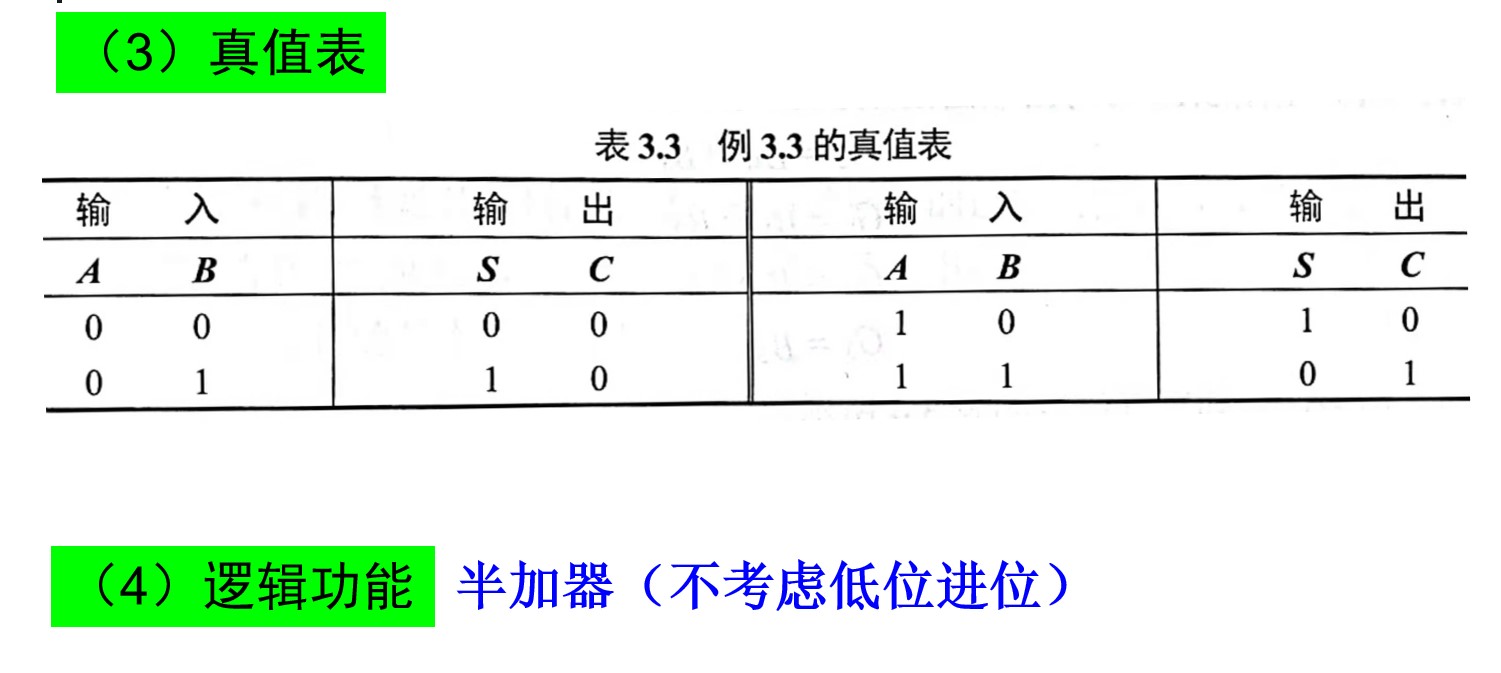 （3）真值表
表 3.3 例 3.3 的真值表
输 入 输 出 输 入 输 出
A B S C A B S C
0 0 0 0 1 0 1 0
0 1 1 0 1 1 0 1
（4）逻辑功能 半加器（不考虑低位进位）